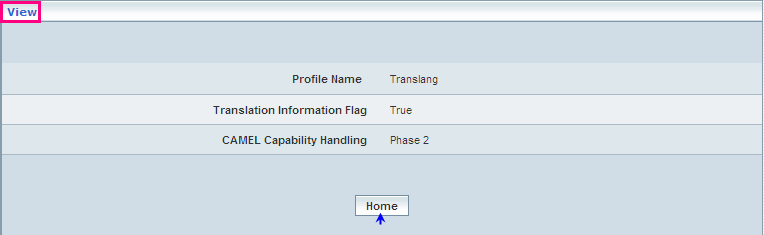 View
Profile Name Translang
Translation Information Flag True
CAMEL Capability Handling Phase 2
Home